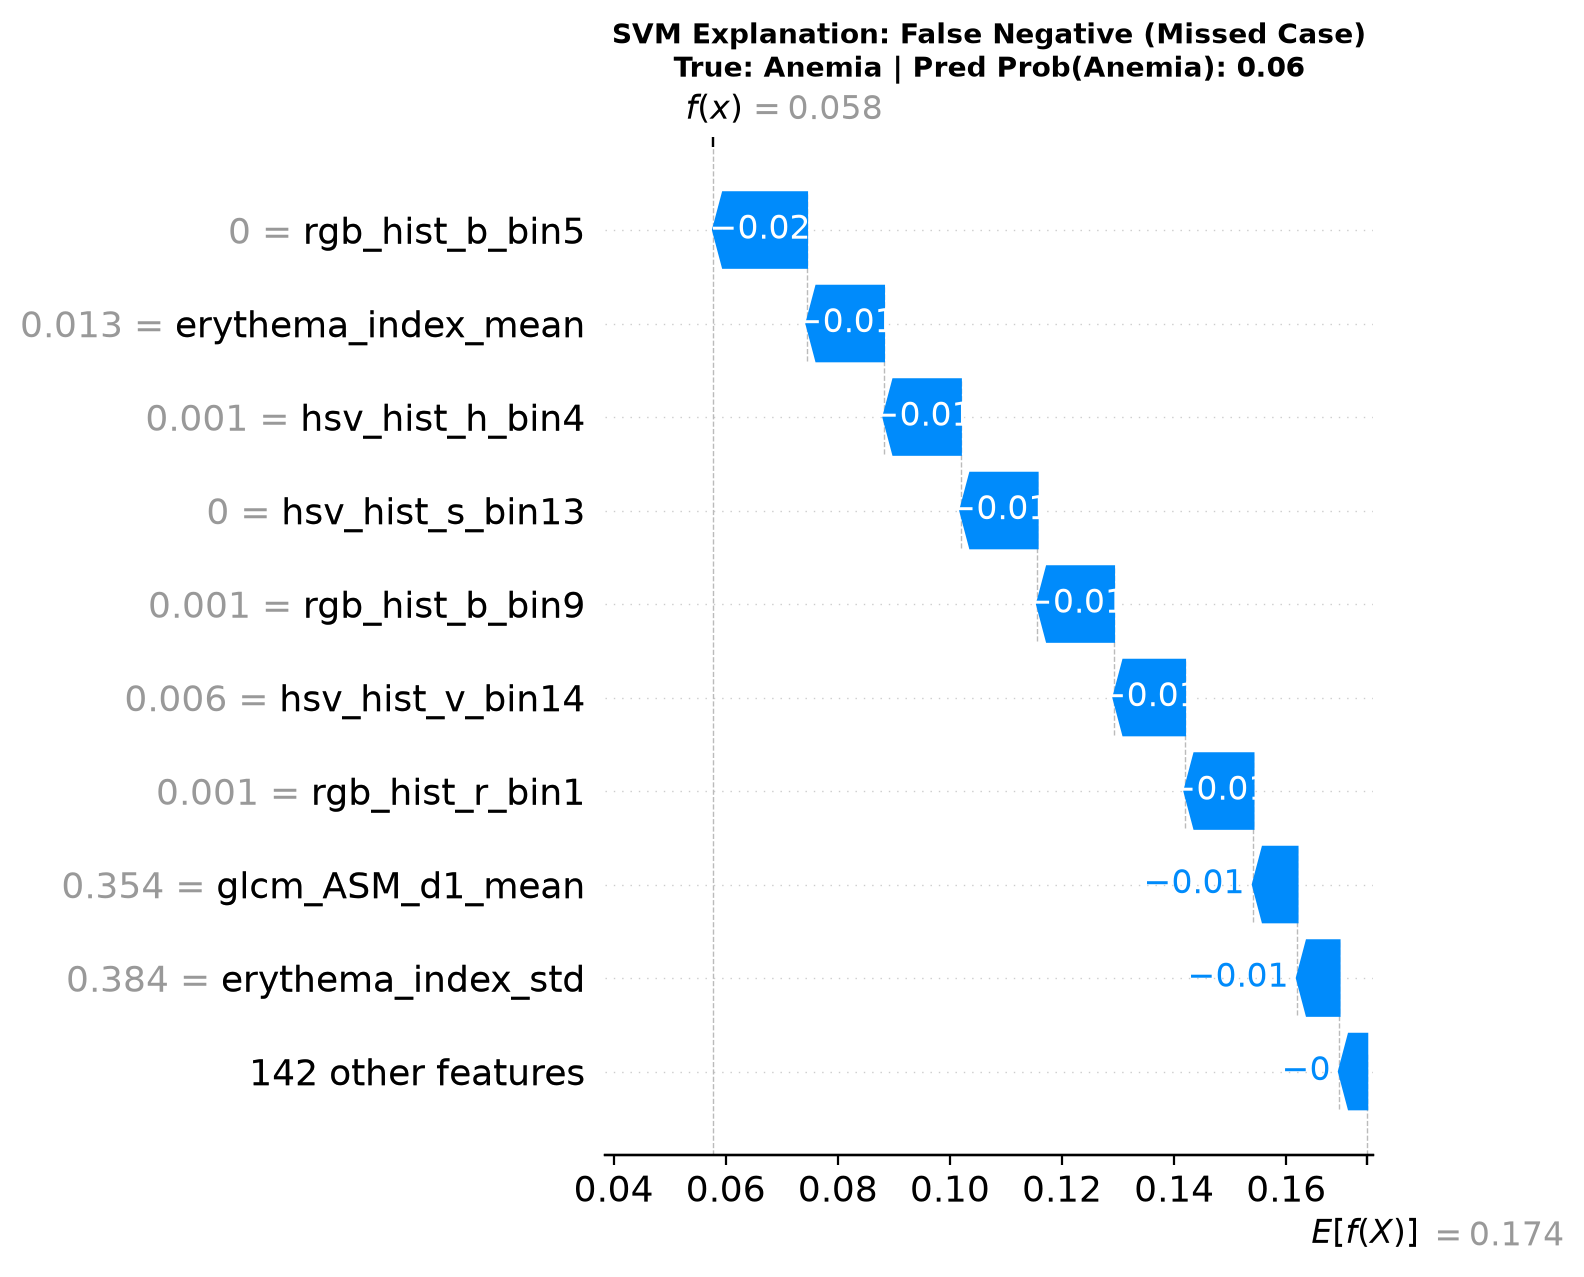 SVM Explanation: False Negative (Missed Case)
True: Anemia | Pred Prob(Anemia): 0.06
f(x) = 0.058
0 = rgb_hist_b_bin5
−0.02
0.013 = erythema_index_mean
−0.01
0.001 = hsv_hist_h_bin4
−0.01
0 = hsv_hist_s_bin13
−0.01
0.001 = rgb_hist_b_bin9
−0.01
0.006 = hsv_hist_v_bin14
−0.01
0.001 = rgb_hist_r_bin1
−0.01
0.354 = glcm_ASM_d1_mean
−0.01
0.384 = erythema_index_std
−0.01
142 other features
−0
0.04 0.06 0.08 0.10 0.12 0.14 0.16
E[f(X)] = 0.174